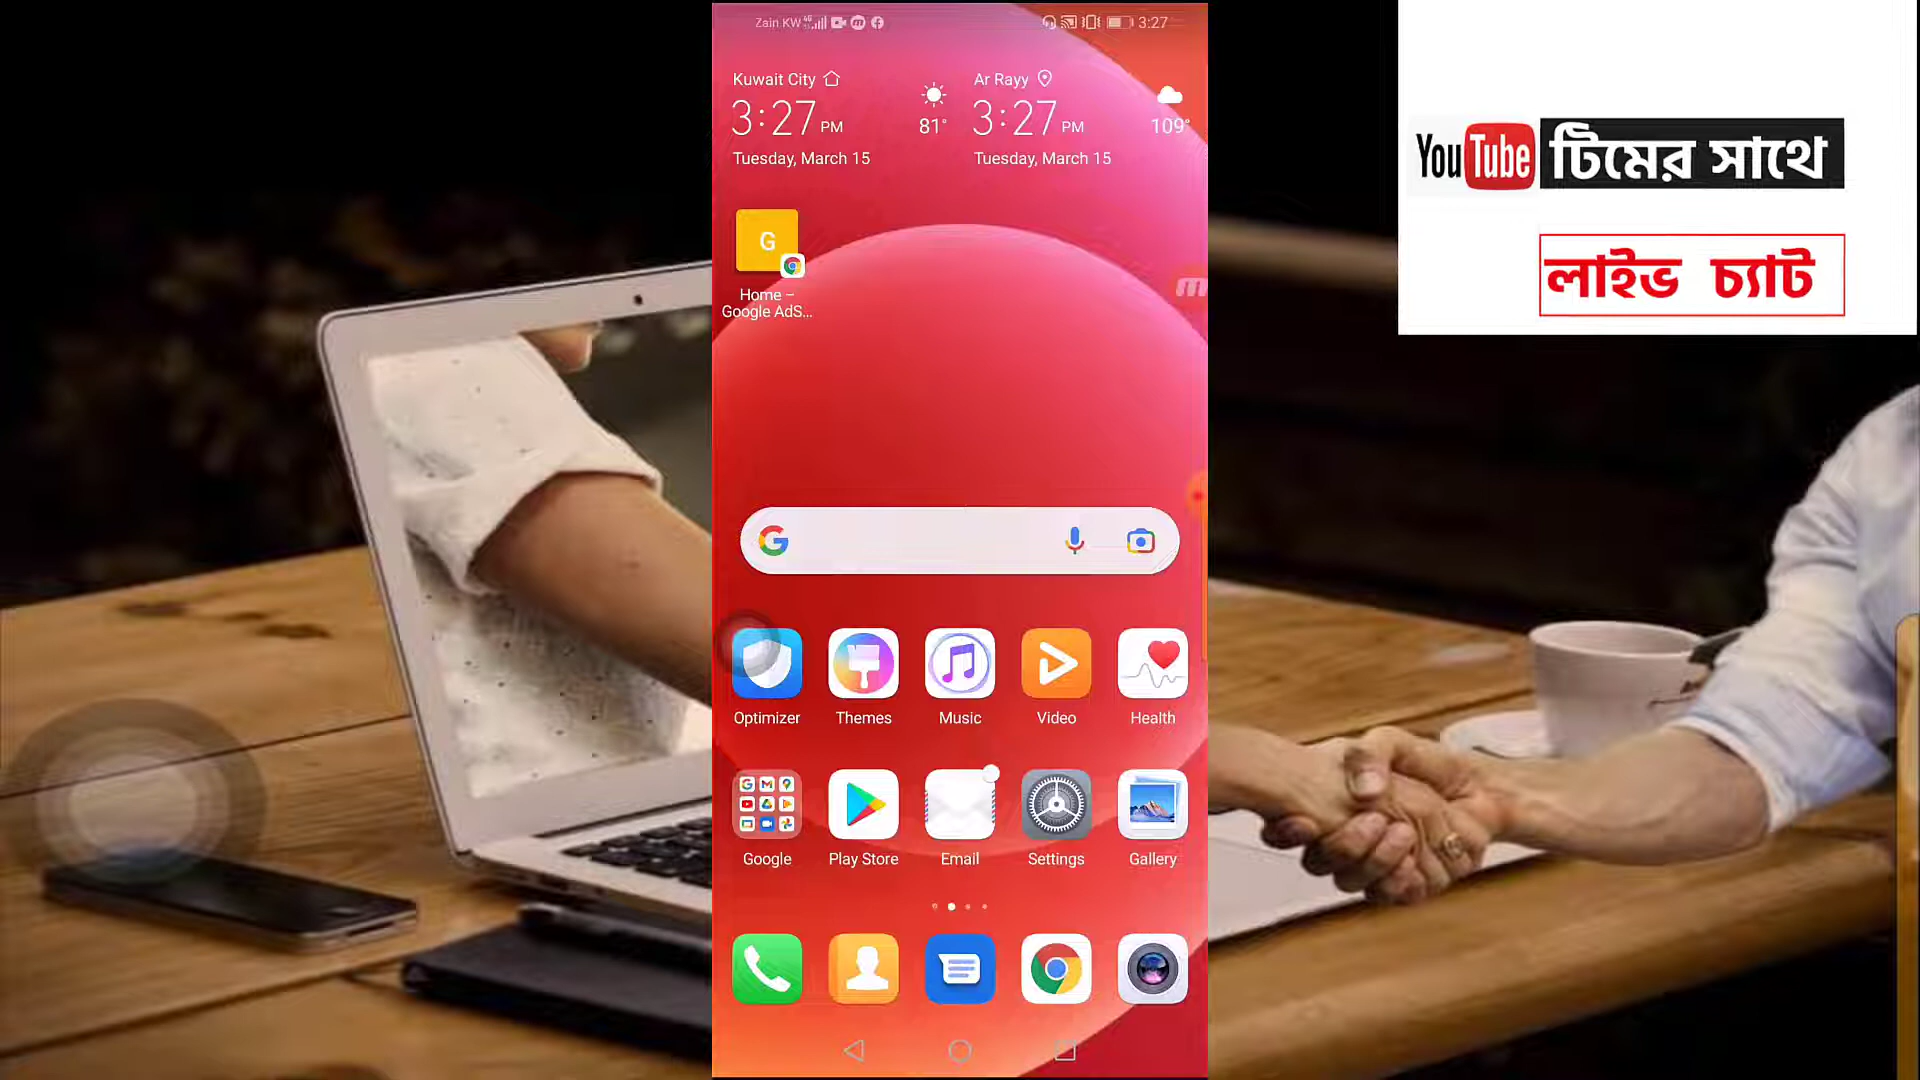 Zain KW 4G 3:27
Kuwait City Ar Rayy
3:27 PM 81° 3:27 PM 109°
Tuesday, March 15 Tuesday, March 15
G
Home –
Google AdS...
Optimizer Themes Music Video Health
Google Play Store Email Settings Gallery
YouTube টিমের সাথে
লাইভ চ্যাট